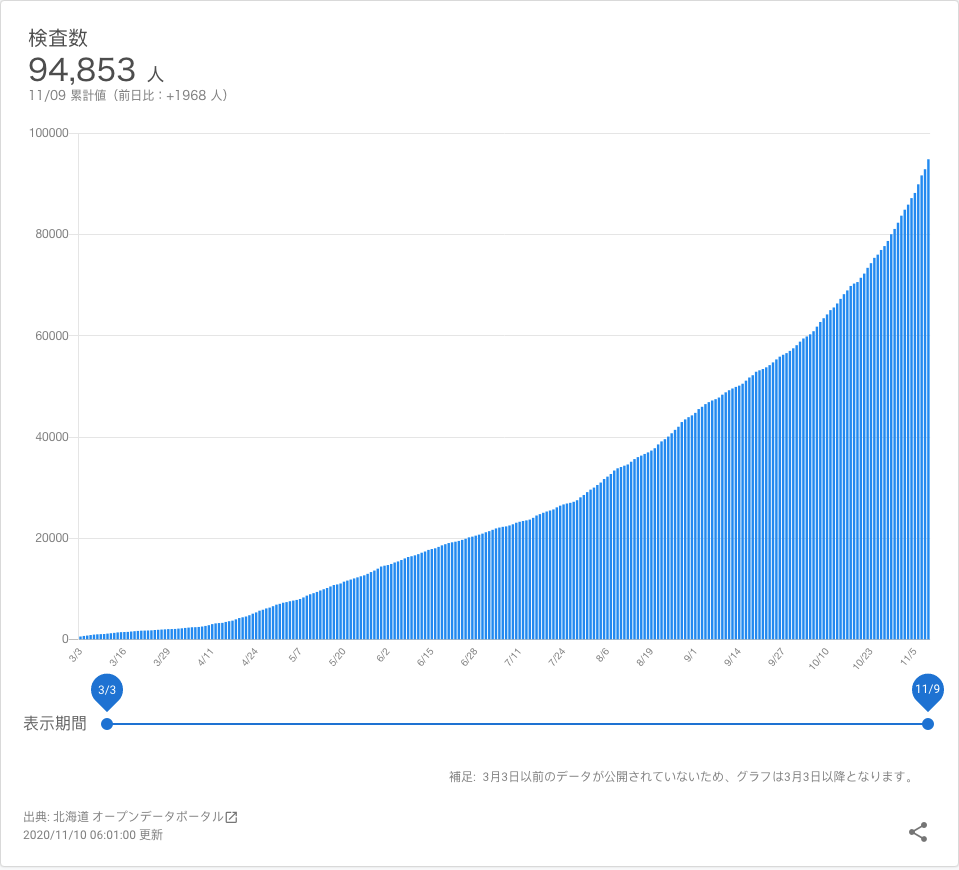 検査数
94,853 人
11/09 累計値（前日比：+1968 人）
100000
80000
60000
40000
20000
0
3/3 3/16 3/29 4/11 4/24 5/7 5/20 6/2 6/15 6/28 7/11 7/24 8/6 8/19 9/1 9/14 9/27 10/10 10/23 11/5
3/3 11/9
表示期間
補足: 3月3日以前のデータが公開されていないため、グラフは3月3日以降となります。
出典: 北海道 オープンデータポータル
2020/11/10 06:01:00 更新